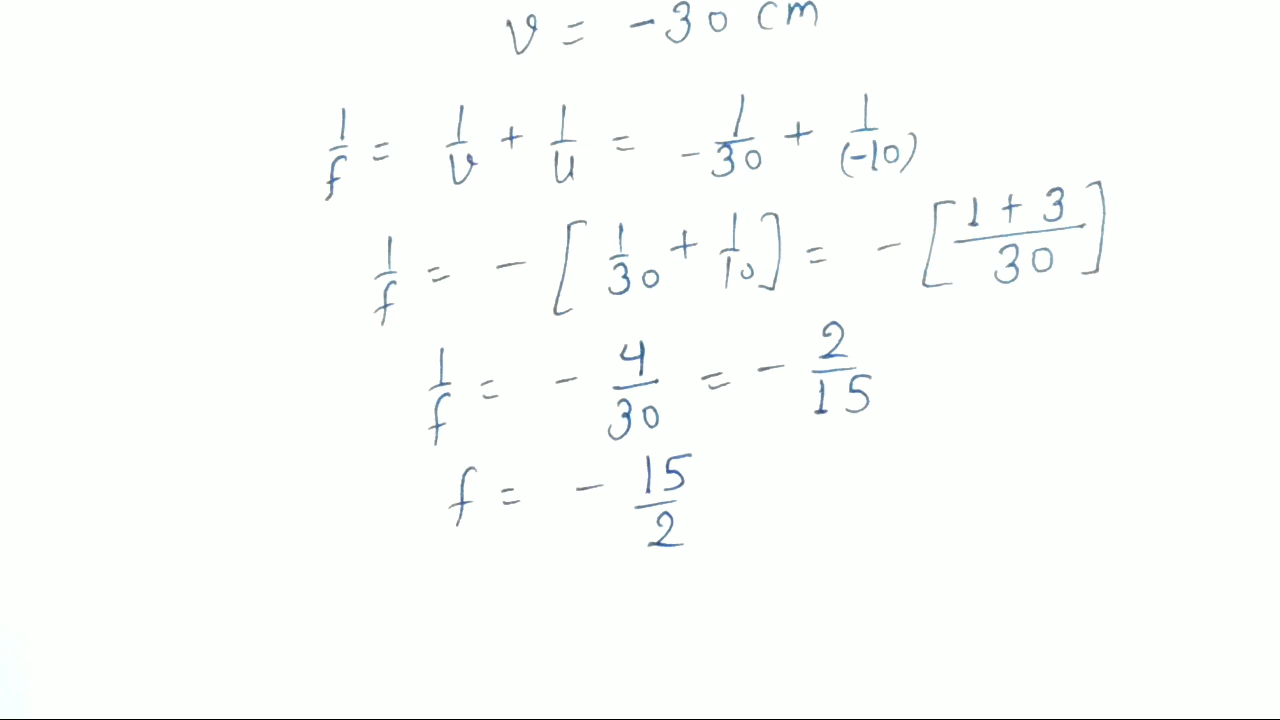 v = -30 cm
1/f = 1/v + 1/u = -1/30 + 1/(-10)
1/f = -[1/30 + 1/10] = -[(1 + 3)/30]
1/f = -4/30 = -2/15
f = -15/2